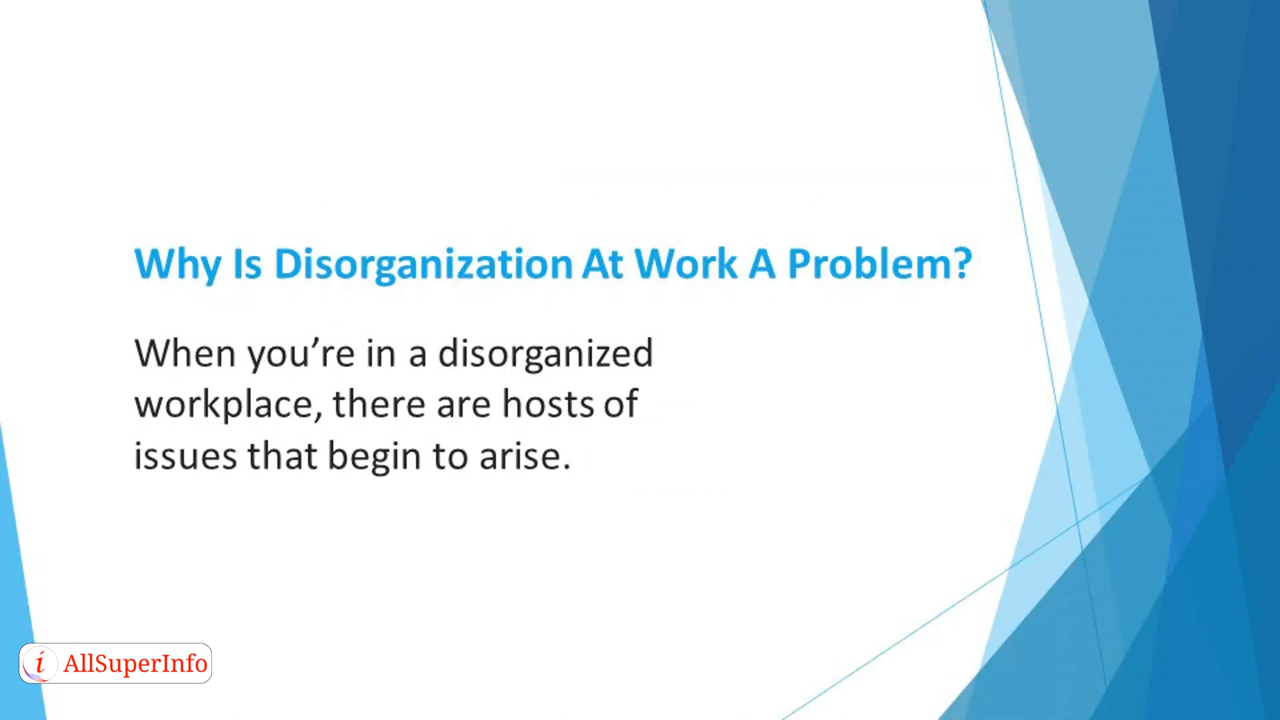 Why Is Disorganization At Work A Problem?
When you’re in a disorganized
workplace, there are hosts of
issues that begin to arise.
i AllSuperInfo